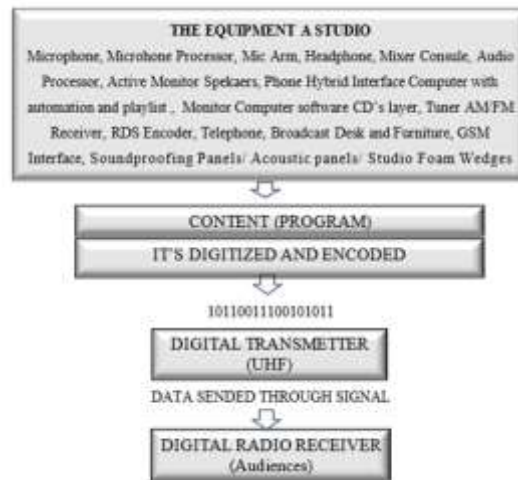 THE EQUIPMENT A STUDIO
Microphone, Microhone Processor, Mic Arm, Headphone, Mixer Consule, Audio
Processor, Active Monitor Spekaers, Phone Hybrid Interface Computer with
automation and playlist , Monitor Computer software CD's layer, Tuner AM/FM
Receiver, RDS Encoder, Telephone, Broadcast Desk and Furniture, GSM
Interface, Soundproofing Panels/ Acoustic panels/ Studio Foam Wedges
CONTENT (PROGRAM)
IT'S DIGITIZED AND ENCODED
10110011100101011
DIGITAL TRANSMETTER
(UHF)
DATA SENDED THROUGH SIGNAL
DIGITAL RADIO RECEIVER
(Audiences)